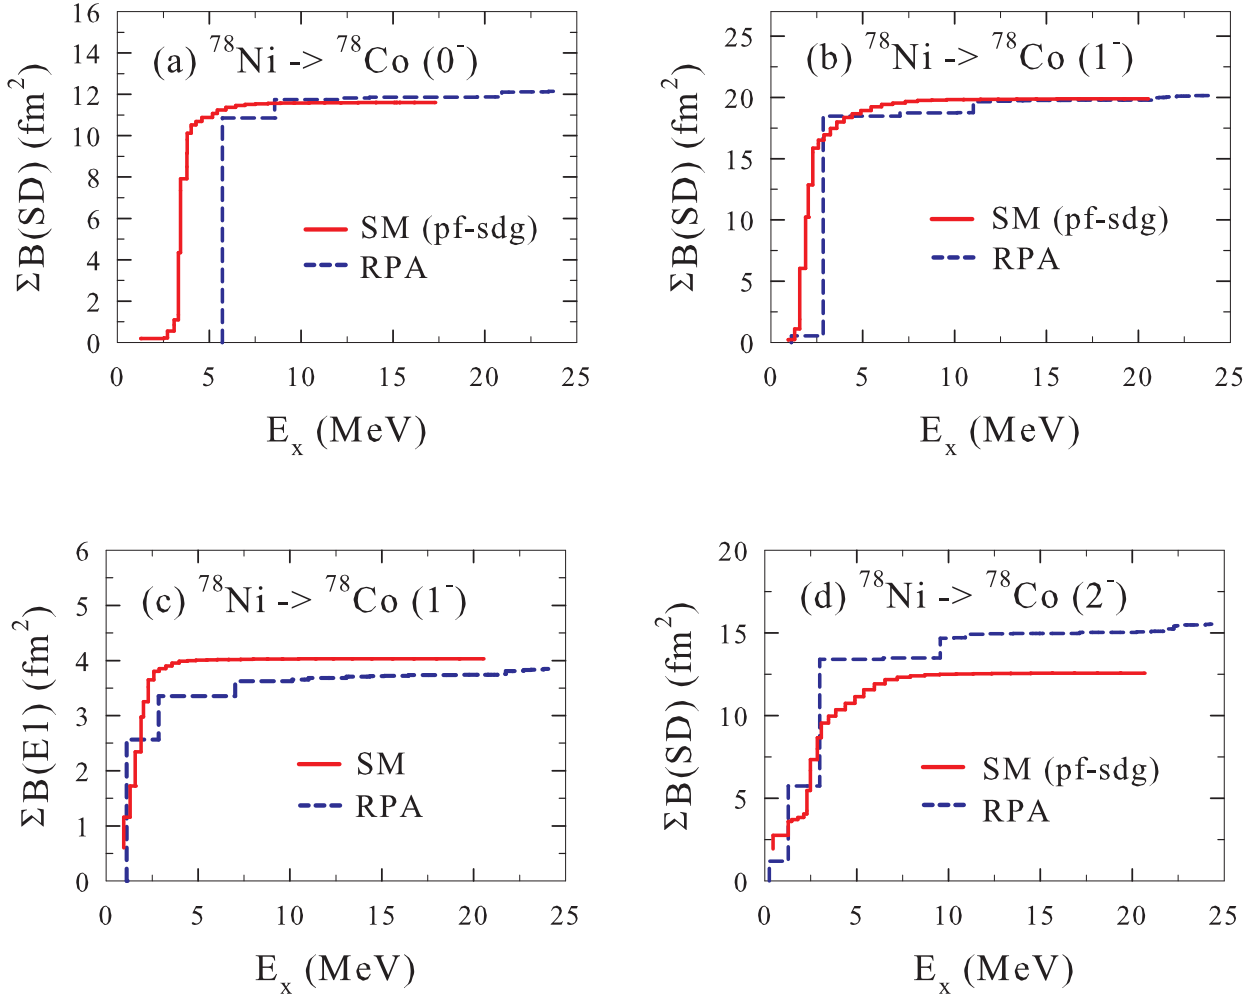 (a) ⁷⁸Ni -> ⁷⁸Co (0⁻)
ΣB(SD) (fm²)
16
14
12
10
8
6
4
2
0
SM (pf-sdg)
RPA
0 5 10 15 20 25
Eₓ (MeV)
(b) ⁷⁸Ni -> ⁷⁸Co (1⁻)
ΣB(SD) (fm²)
25
20
15
10
5
0
SM (pf-sdg)
RPA
0 5 10 15 20 25
Eₓ (MeV)
(c) ⁷⁸Ni -> ⁷⁸Co (1⁻)
ΣB(E1) (fm²)
6
5
4
3
2
1
0
SM
RPA
0 5 10 15 20 25
Eₓ (MeV)
(d) ⁷⁸Ni -> ⁷⁸Co (2⁻)
ΣB(SD) (fm²)
20
15
10
5
0
SM (pf-sdg)
RPA
0 5 10 15 20 25
Eₓ (MeV)